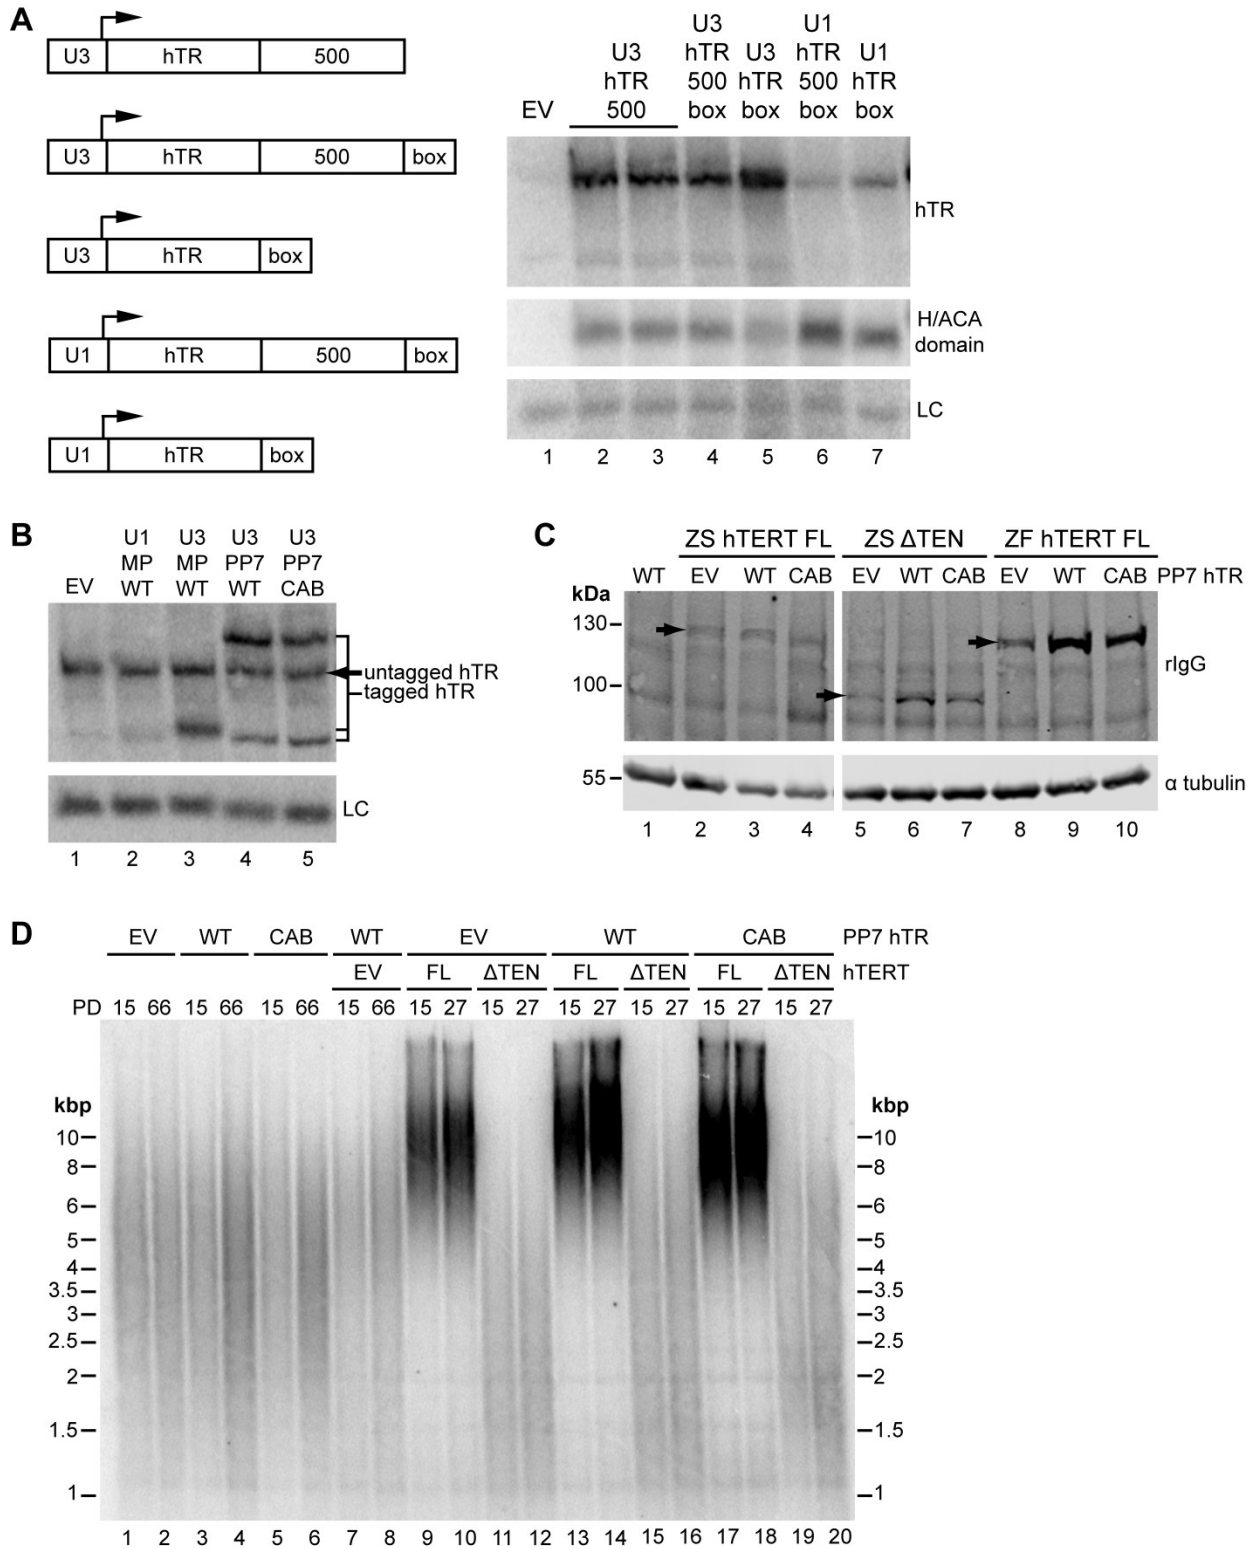 A
U3 hTR 500
U3 hTR 500 box
U3 hTR box
U1 hTR 500 box
U1 hTR box
EV
U3 hTR 500
U3 hTR 500 box
U3 hTR box
U1 hTR 500 box
U1 hTR box
hTR
H/ACA domain
LC
1 2 3 4 5 6 7
B
EV
U1 MP WT
U3 MP WT
U3 PP7 WT
U3 PP7 CAB
untagged hTR
tagged hTR
LC
1 2 3 4 5
C
ZS hTERT FL ZS ΔTEN ZF hTERT FL
WT EV WT CAB EV WT CAB EV WT CAB PP7 hTR
kDa
130
100
rIgG
55
α tubulin
1 2 3 4 5 6 7 8 9 10
D
EV WT CAB WT EV WT CAB PP7 hTR
EV FL ΔTEN FL ΔTEN FL ΔTEN hTERT
PD 15 66 15 66 15 66 15 66 15 27 15 27 15 27 15 27 15 27 15 27
kbp kbp
10 10
8 8
6 6
5 5
4 4
3.5 3.5
3 3
2.5 2.5
2 2
1.5 1.5
1 1
1 2 3 4 5 6 7 8 9 10 11 12 13 14 15 16 17 18 19 20